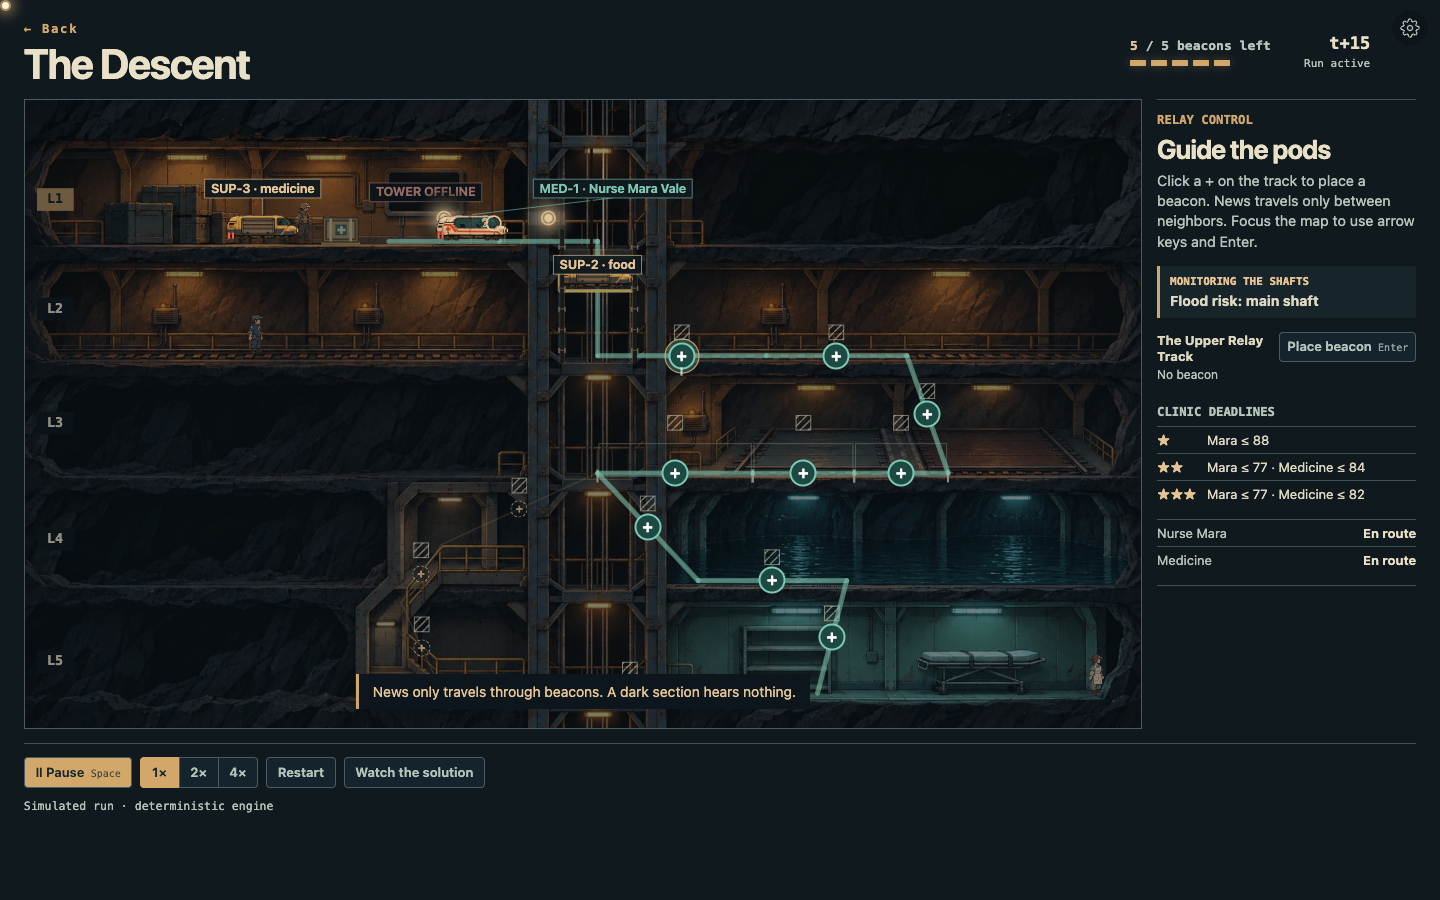 ← Back
The Descent
5 / 5 beacons left
t+15
Run active
L1
SUP-3 · medicine
TOWER OFFLINE
MED-1 · Nurse Mara Vale
SUP-2 · food
L2
L3
L4
L5
News only travels through beacons. A dark section hears nothing.
RELAY CONTROL
Guide the pods
Click a + on the track to place a
beacon. News travels only between
neighbors. Focus the map to use arrow
keys and Enter.
MONITORING THE SHAFTS
Flood risk: main shaft
The Upper Relay
Track
No beacon
Place beacon Enter
CLINIC DEADLINES
★ Mara ≤ 88
★★ Mara ≤ 77 · Medicine ≤ 84
★★★ Mara ≤ 77 · Medicine ≤ 82
Nurse Mara En route
Medicine En route
II Pause Space
1×
2×
4×
Restart
Watch the solution
Simulated run · deterministic engine